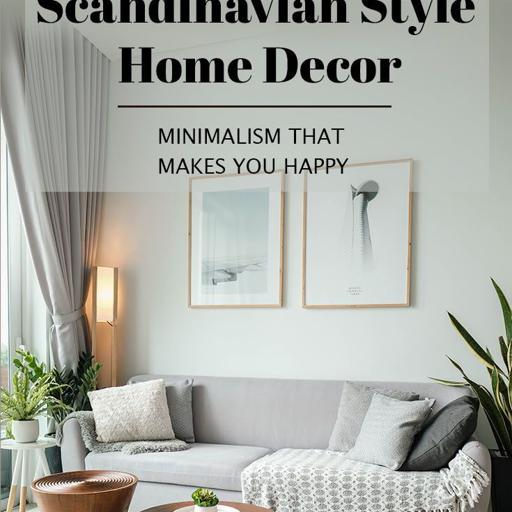 Scandinavian Style
Home Decor
MINIMALISM THAT
MAKES YOU HAPPY